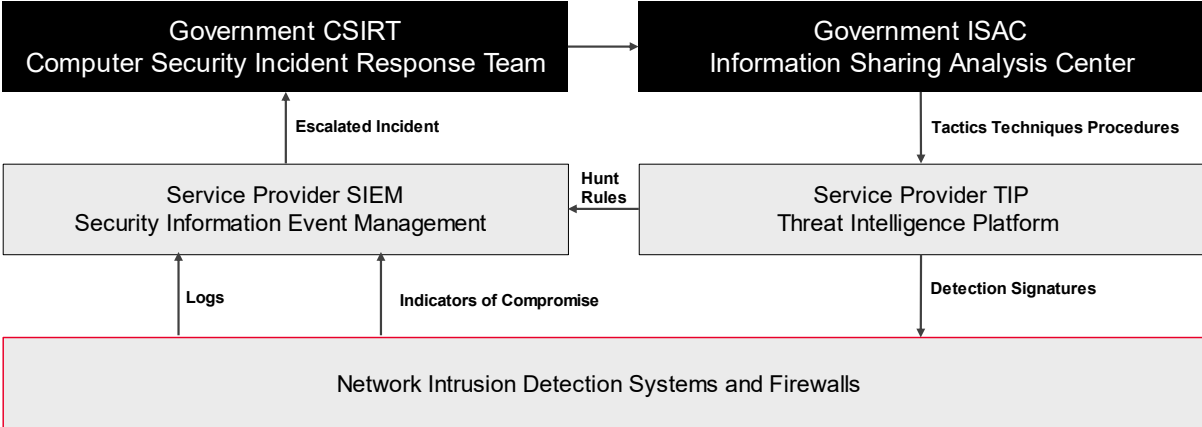 Government CSIRT
Computer Security Incident Response Team
Government ISAC
Information Sharing Analysis Center
Escalated Incident
Tactics Techniques Procedures
Service Provider SIEM
Security Information Event Management
Hunt
Rules
Service Provider TIP
Threat Intelligence Platform
Logs
Indicators of Compromise
Detection Signatures
Network Intrusion Detection Systems and Firewalls